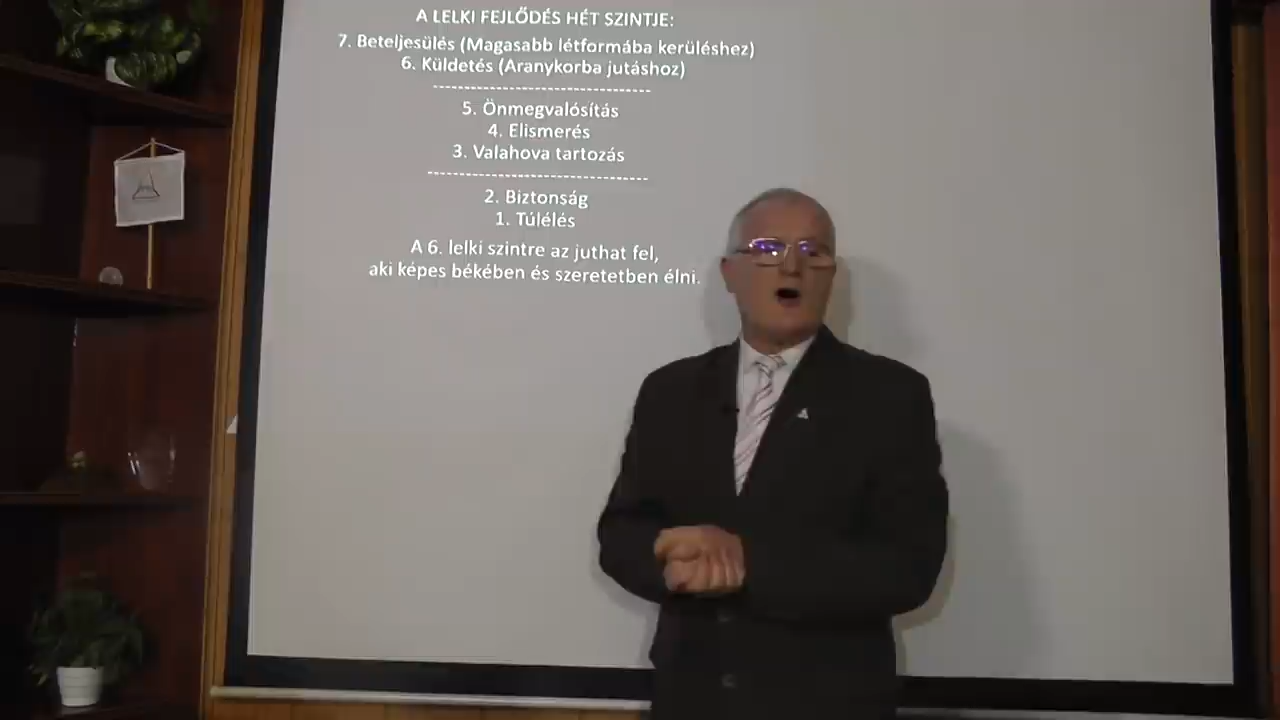 A LELKI FEJLŐDÉS HÉT SZINTJE:
7. Beteljesülés (Magasabb létformába kerüléshez)
6. Küldetés (Aranykorba jutáshoz)
-----------------------------------
5. Önmegvalósítás
4. Elismerés
3. Valahova tartozás
-----------------------------------
2. Biztonság
1. Túlélés
A 6. lelki szintre az juthat fel,
aki képes békében és szeretetben élni.